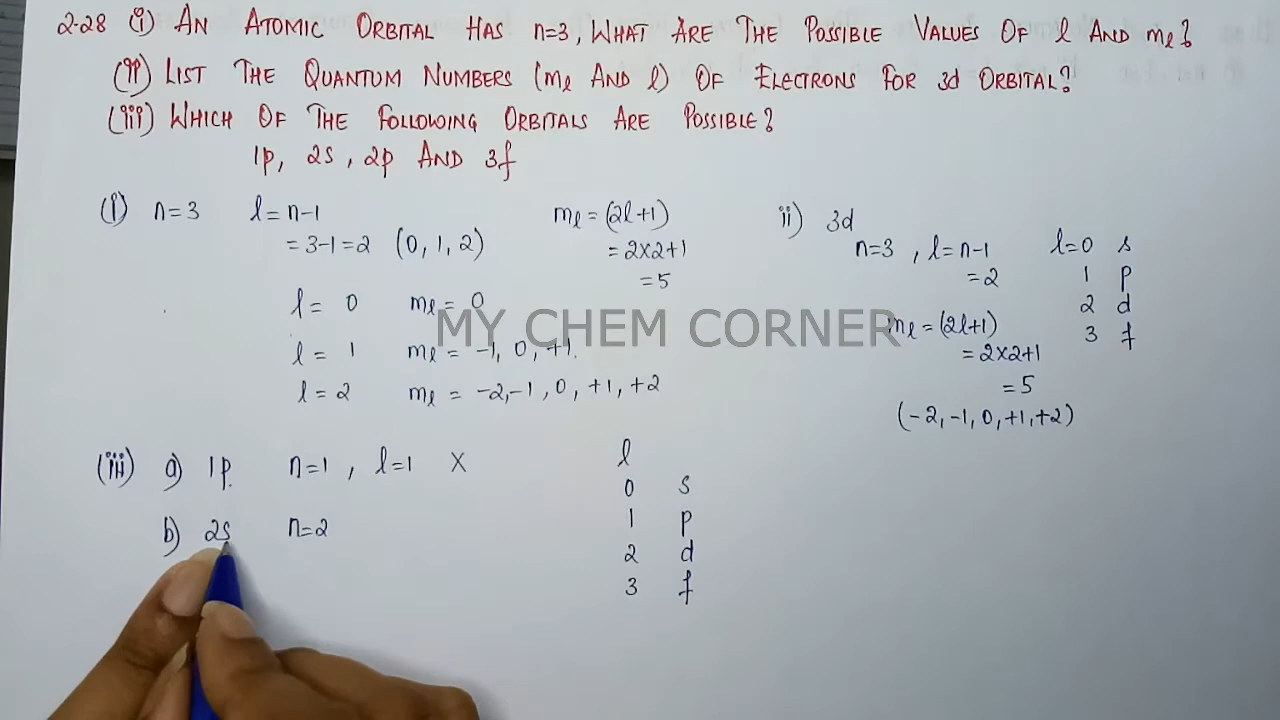 2.28 (i) AN ATOMIC ORBITAL HAS n=3, WHAT ARE THE POSSIBLE VALUES OF l AND ml?
(ii) LIST THE QUANTUM NUMBERS (ml AND l) OF ELECTRONS FOR 3d ORBITAL?
(iii) WHICH OF THE FOLLOWING ORBITALS ARE POSSIBLE?
1p, 2s, 2p AND 3f
(i) n=3 l=n-1
=3-1=2 (0, 1, 2)
ml=(2l+1)
=2x2+1
=5
l= 0 ml= 0
l= 1 ml= -1, 0, +1.
l=2 ml= -2,-1, 0, +1, +2
ii) 3d
n=3, l=n-1
=2
ml=(2l+1)
=2x2+1
=5
(-2, -1, 0, +1, +2)
l=0 s
1 p
2 d
3 f
MY CHEM CORNER
(iii) a) 1p. n=1, l=1 X
b) 2s n=2
l
0 s
1 p
2 d
3 f